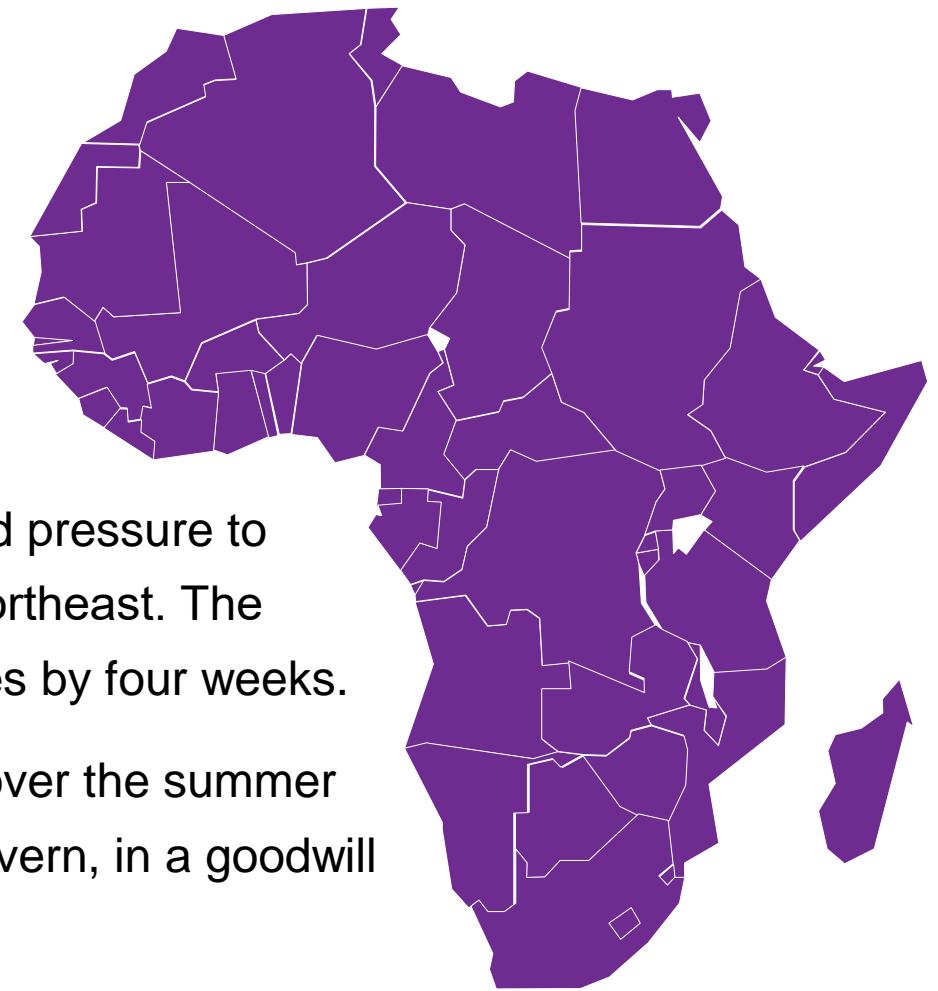 d pressure to
ortheast. The
es by four weeks.
over the summer
vern, in a goodwill